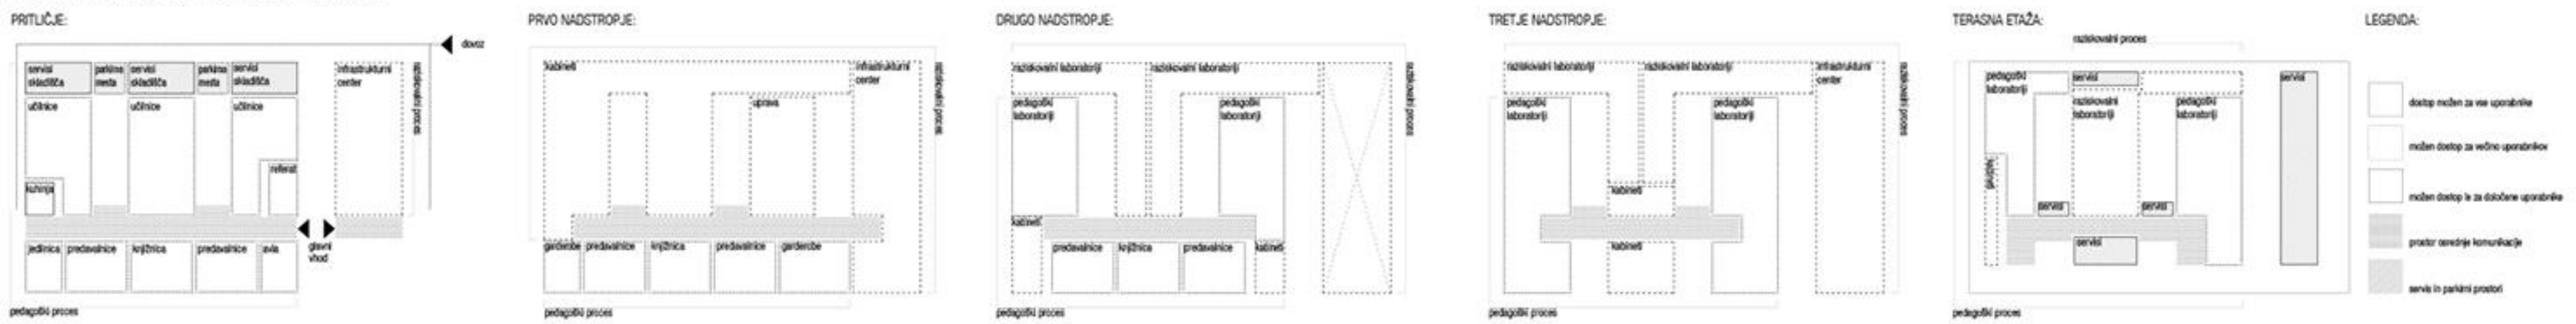 PRITLIČJE:
dovoz
servisi
skladišča
parkirna
mesta
servisi
skladišča
parkirna
mesta
servisi
skladišča
infrastrukturni
center
raziskovalni proces
učilnice
učilnice
učilnice
referat
kuhinja
jedilnica
predavalnice
knjižnica
predavalnice
avla
glavni
vhod
pedagoški proces
PRVO NADSTROPJE:
kabineti
infrastrukturni
center
raziskovalni proces
uprava
garderobe
predavalnice
knjižnica
predavalnice
garderobe
pedagoški proces
DRUGO NADSTROPJE:
raziskovalni laboratoriji
raziskovalni laboratoriji
raziskovalni proces
pedagoški
laboratoriji
pedagoški
laboratoriji
kabineti
predavalnice
knjižnica
predavalnice
kabineti
pedagoški proces
TRETJE NADSTROPJE:
raziskovalni laboratoriji
raziskovalni laboratoriji
infrastrukturni
center
raziskovalni proces
pedagoški
laboratoriji
pedagoški
laboratoriji
kabineti
kabineti
pedagoški proces
TERASNA ETAŽA:
raziskovalni proces
pedagoški
laboratoriji
servisi
servisi
raziskovalni
laboratoriji
pedagoški
laboratoriji
kabineti
servisi
servisi
servisi
pedagoški proces
LEGENDA:
dostop možen za vse uporabnike
možen dostop za večino uporabnikov
možen dostop le za določene uporabnike
prostor osrednje komunikacije
servis in parkirni prostori